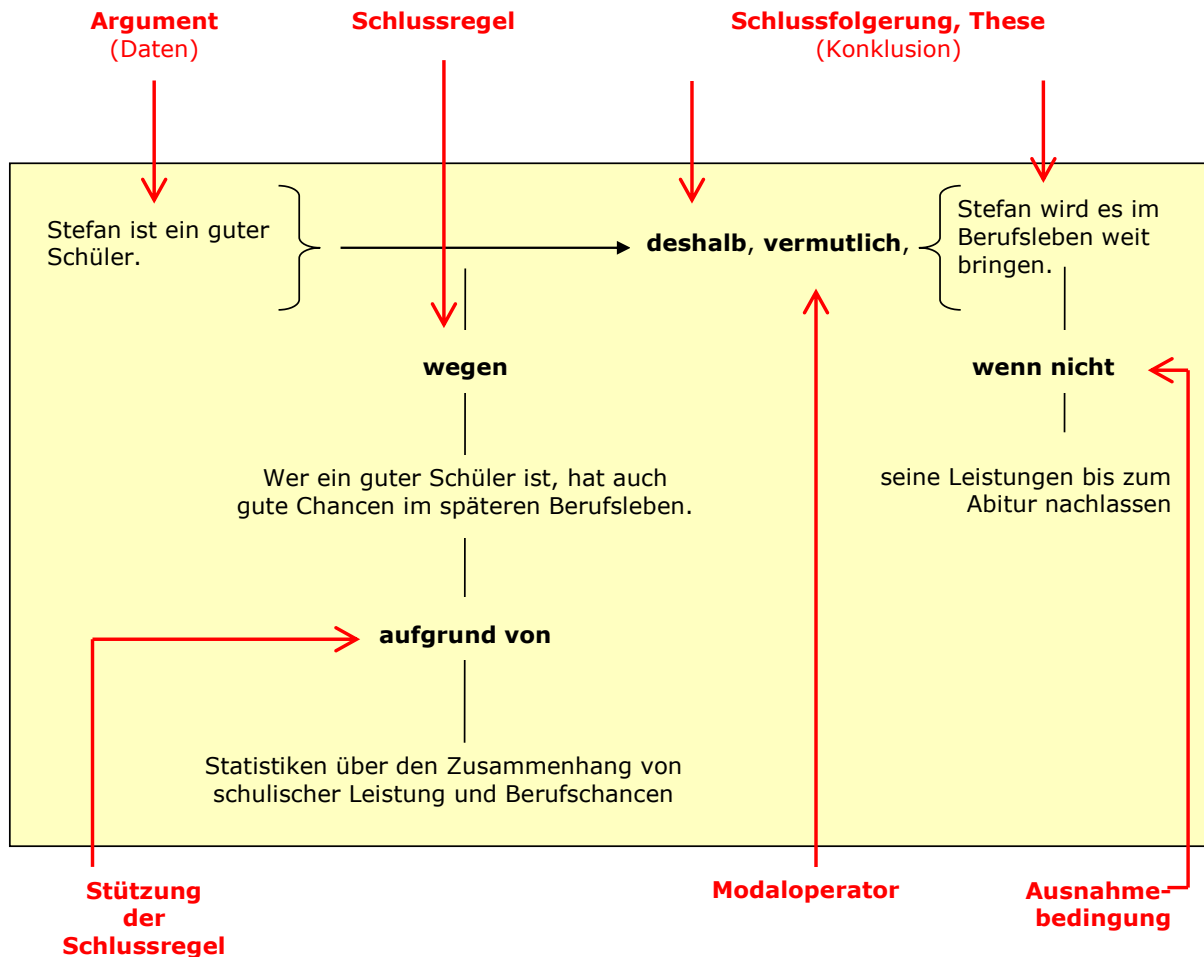 Argument
(Daten)
Schlussregel
Schlussfolgerung, These
(Konklusion)
Stefan ist ein guter
Schüler.
deshalb, vermutlich,
Stefan wird es im
Berufsleben weit
bringen.
wegen
wenn nicht
Wer ein guter Schüler ist, hat auch
gute Chancen im späteren Berufsleben.
seine Leistungen bis zum
Abitur nachlassen
aufgrund von
Statistiken über den Zusammenhang von
schulischer Leistung und Berufschancen
Stützung
der
Schlussregel
Modaloperator
Ausnahme-
bedingung